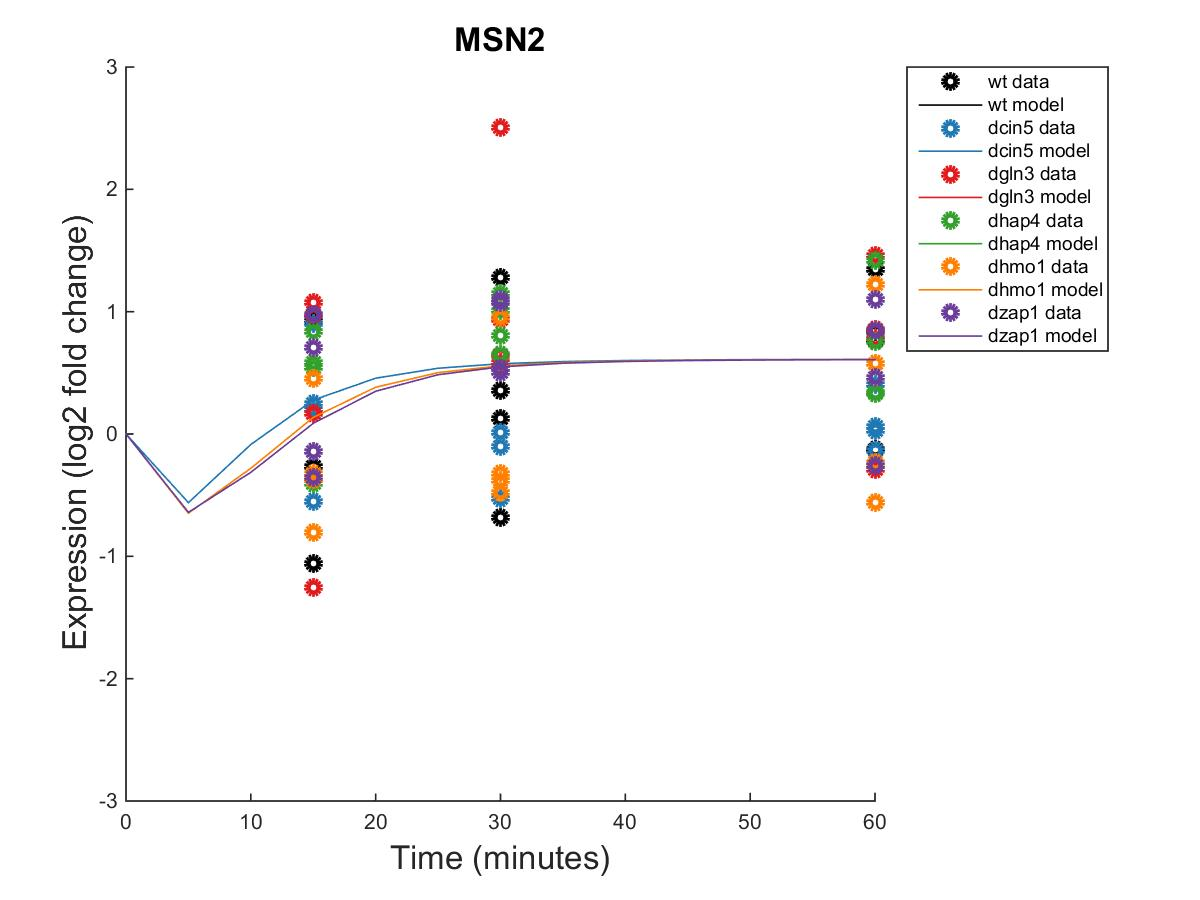 MSN2
3
2
1
0
-1
-2
-3
Expression (log2 fold change)
0 10 20 30 40 50 60
Time (minutes)
wt data
wt model
dcin5 data
dcin5 model
dgln3 data
dgln3 model
dhap4 data
dhap4 model
dhmo1 data
dhmo1 model
dzap1 data
dzap1 model